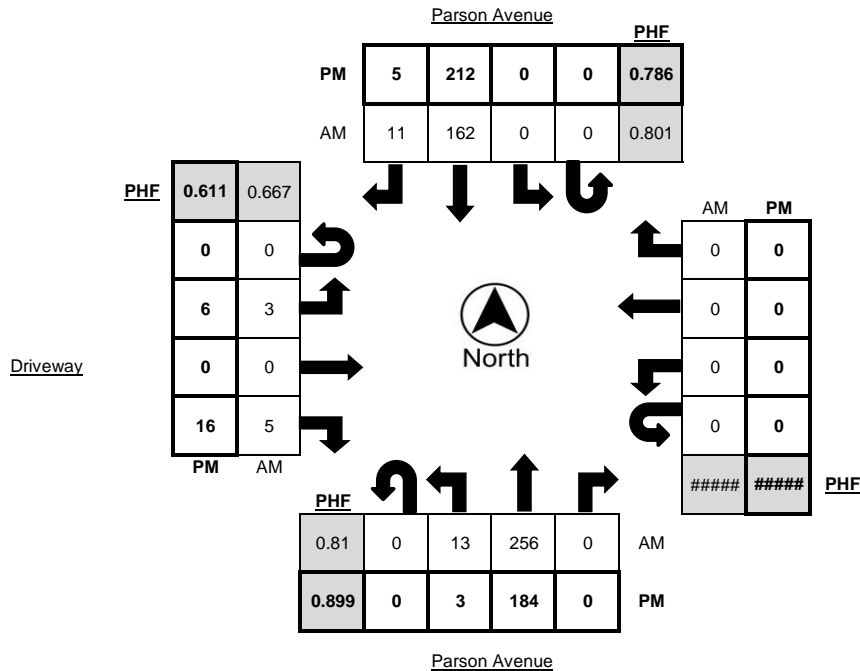 Parson Avenue
PHF
PM 5 212 0 0 0.786
AM 11 162 0 0 0.801
PHF 0.611 0.667
0 0
6 3
Driveway 0 0
16 5
PM AM
North
AM PM
0 0
0 0
0 0
0 0
##### ##### PHF
PHF
0.81 0 13 256 0 AM
0.899 0 3 184 0 PM
Parson Avenue